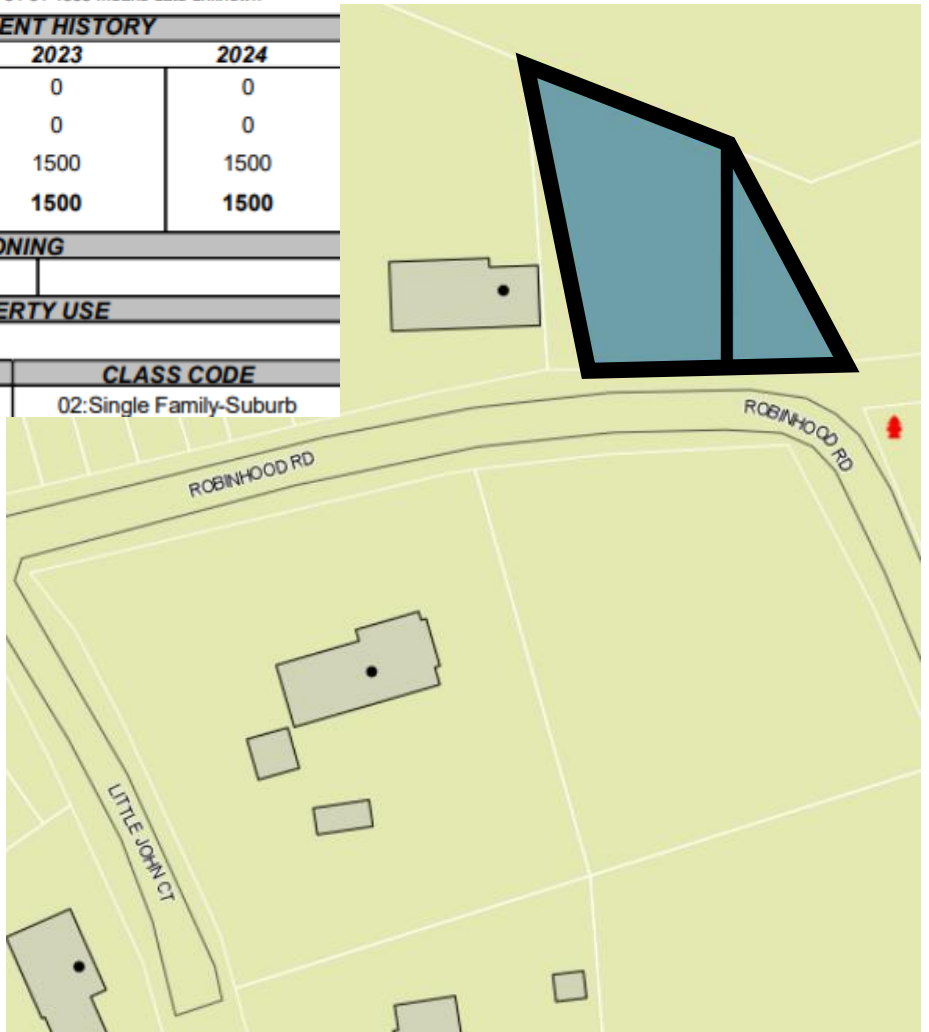 ENT HISTORY
2023 2024
0 0
0 0
1500 1500
1500 1500
ONING
ERTY USE
CLASS CODE
02:Single Family-Suburb
ROBINHOOD RD
ROBINHOOD RD
LITTLE JOHN CT